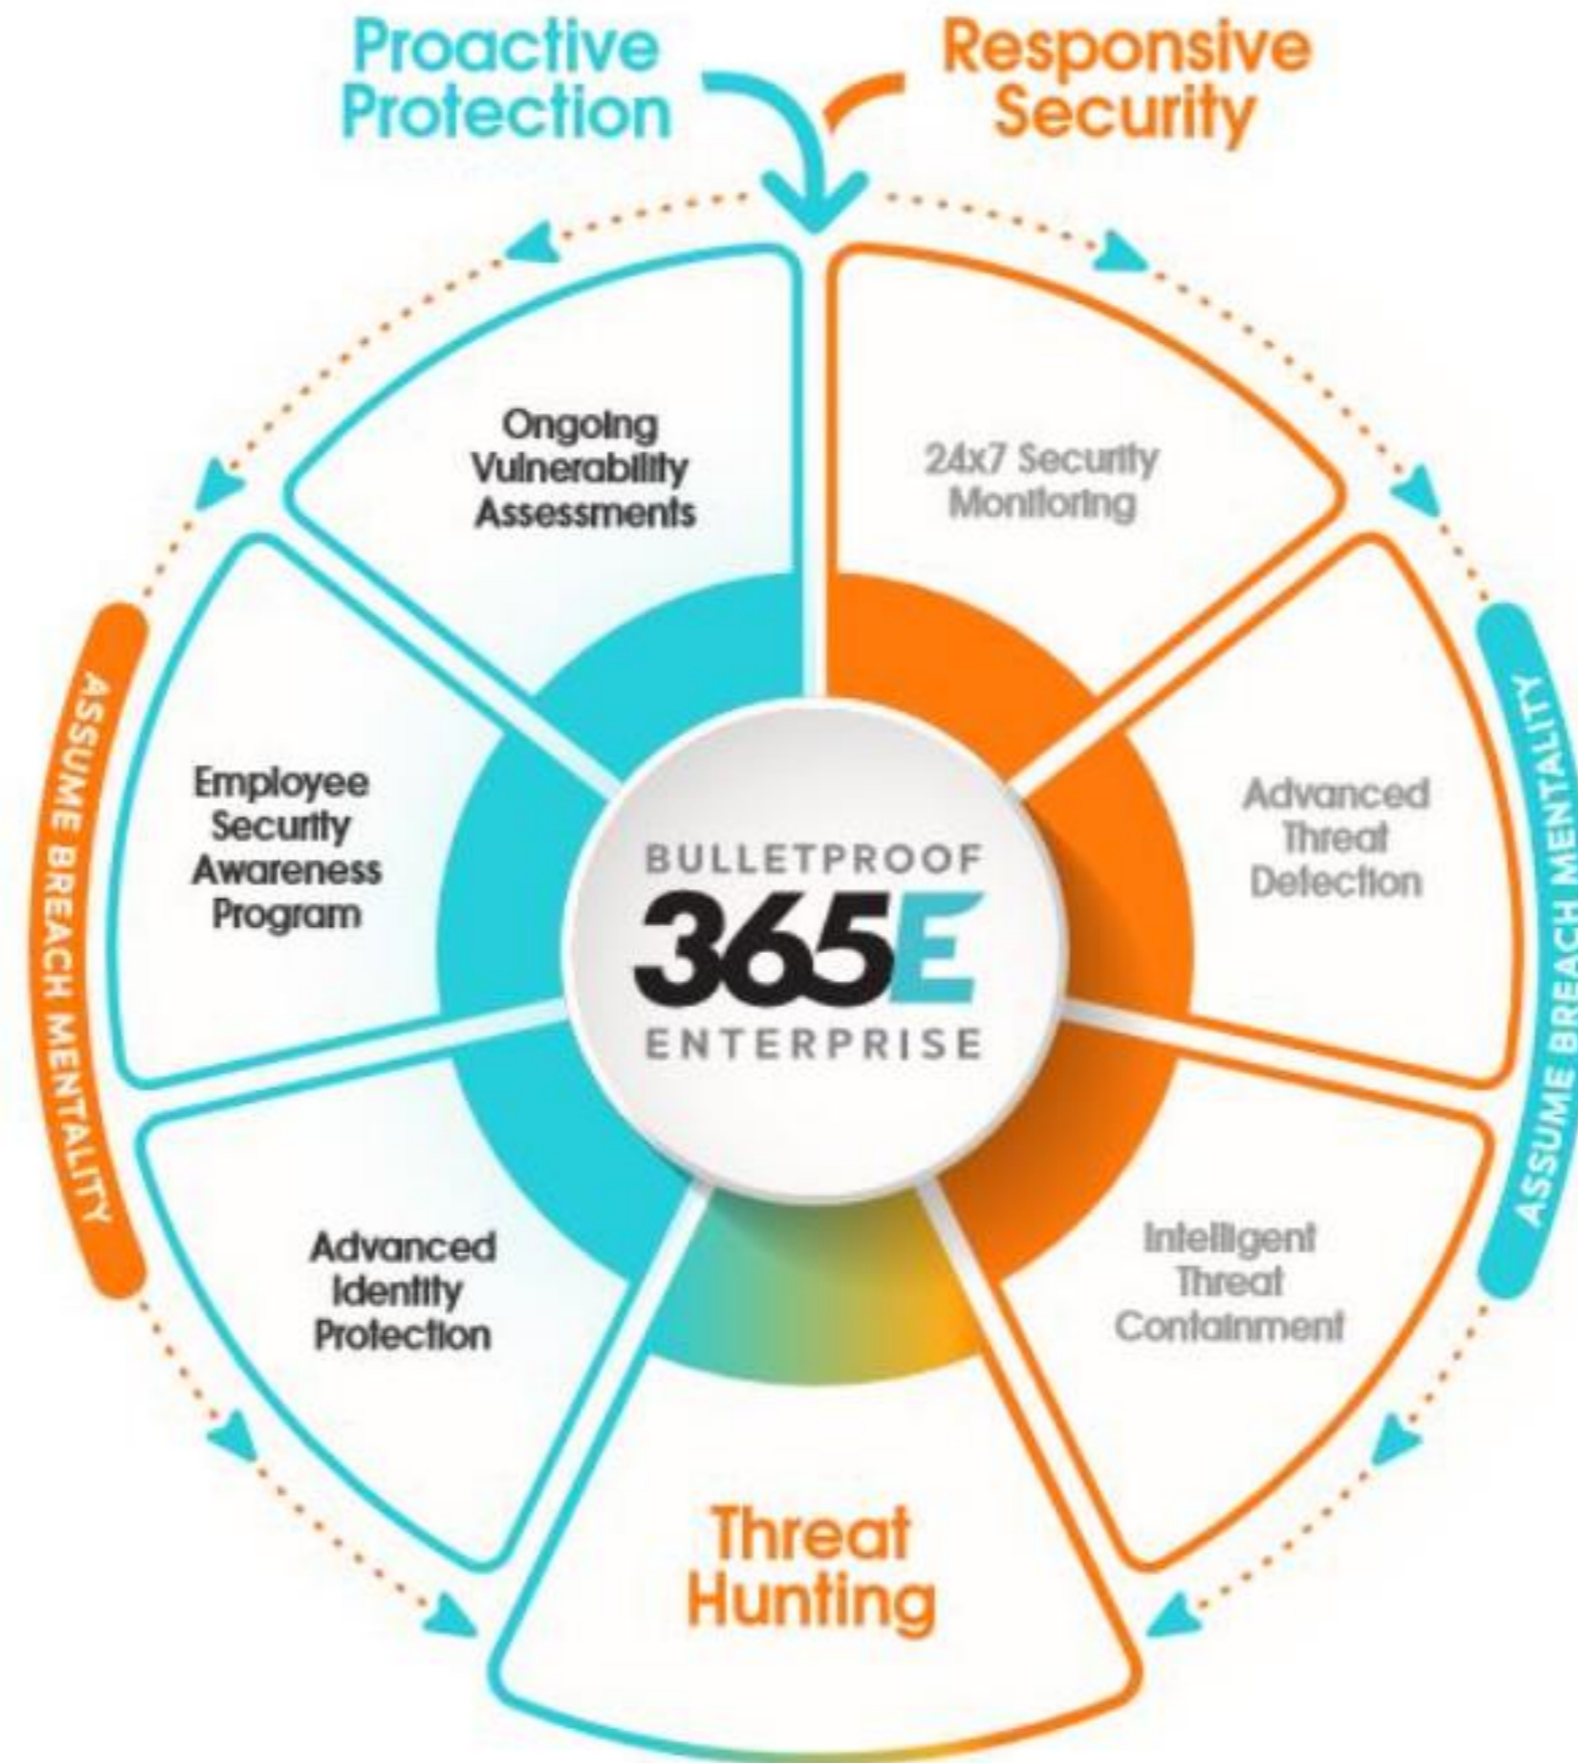 Proactive
Protection
Responsive
Security
Ongoing
Vulnerability
Assessments
24x7 Security
Monitoring
Employee
Security
Awareness
Program
Advanced
Threat
Detection
Advanced
Identity
Protection
Intelligent
Threat
Containment
Threat
Hunting
BULLETPROOF
365E
ENTERPRISE
ASSUME BREACH MENTALITY
ASSUME BREACH MENTALITY